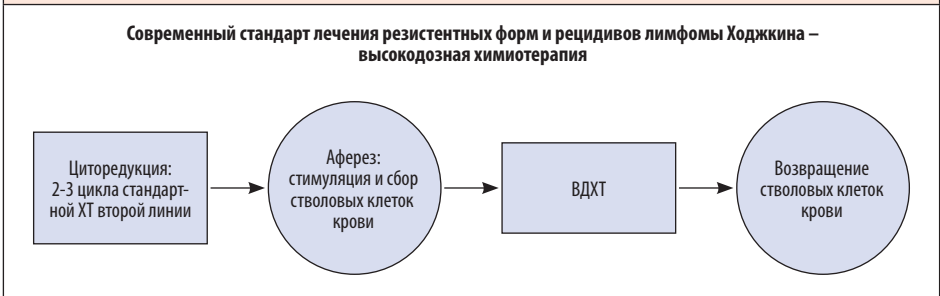 Современный стандарт лечения резистентных форм и рецидивов лимфомы Ходжкина –
высокодозная химиотерапия
Циторедукция:
2-3 цикла стандарт-
ной ХТ второй линии
Аферез:
стимуляция и сбор
стволовых клеток
крови
ВДХТ
Возвращение
стволовых клеток
крови